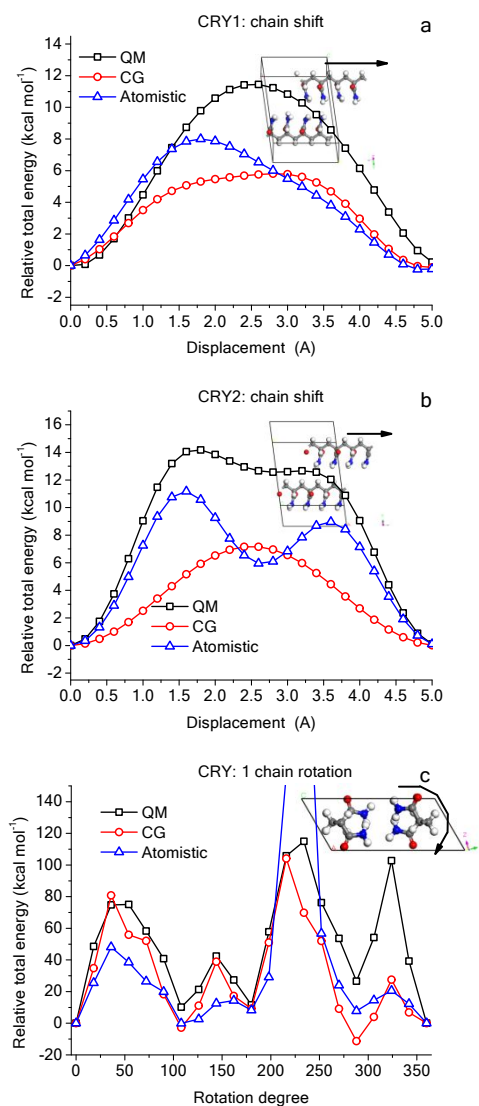 CRY1: chain shift
a
QM
CG
Atomistic
14
12
10
8
6
4
2
0
-2
Relative total energy (kcal mol-1)
0.0 0.5 1.0 1.5 2.0 2.5 3.0 3.5 4.0 4.5 5.0
Displacement (A)
CRY2: chain shift
b
16
14
12
10
8
6
4
2
0
-2
Relative total energy (kcal mol-1)
QM
CG
Atomistic
0.0 0.5 1.0 1.5 2.0 2.5 3.0 3.5 4.0 4.5 5.0
Displacement (A)
CRY: 1 chain rotation
c
QM
CG
Atomistic
140
120
100
80
60
40
20
0
-20
Relative total energy (kcal mol-1)
0 50 100 150 200 250 300 350
Rotation degree